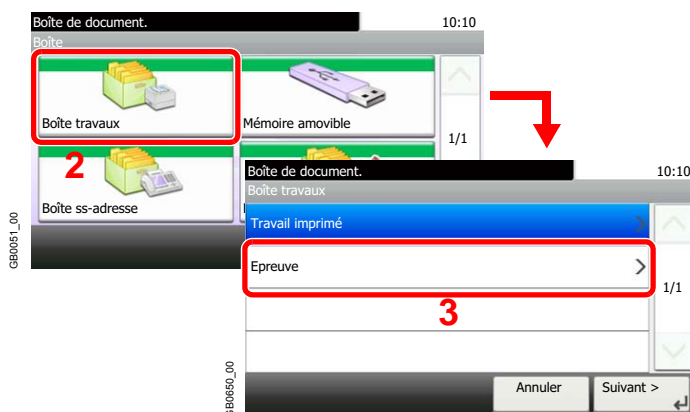 Boîte de document.
10:10
Boîte
Boîte travaux
Mémoire amovible
1/1
2
Boîte ss-adresse
GB0051_00
Boîte de document.
10:10
Boîte travaux
Travail imprimé
Epreuve
1/1
3
Annuler
Suivant >
GB0650_00